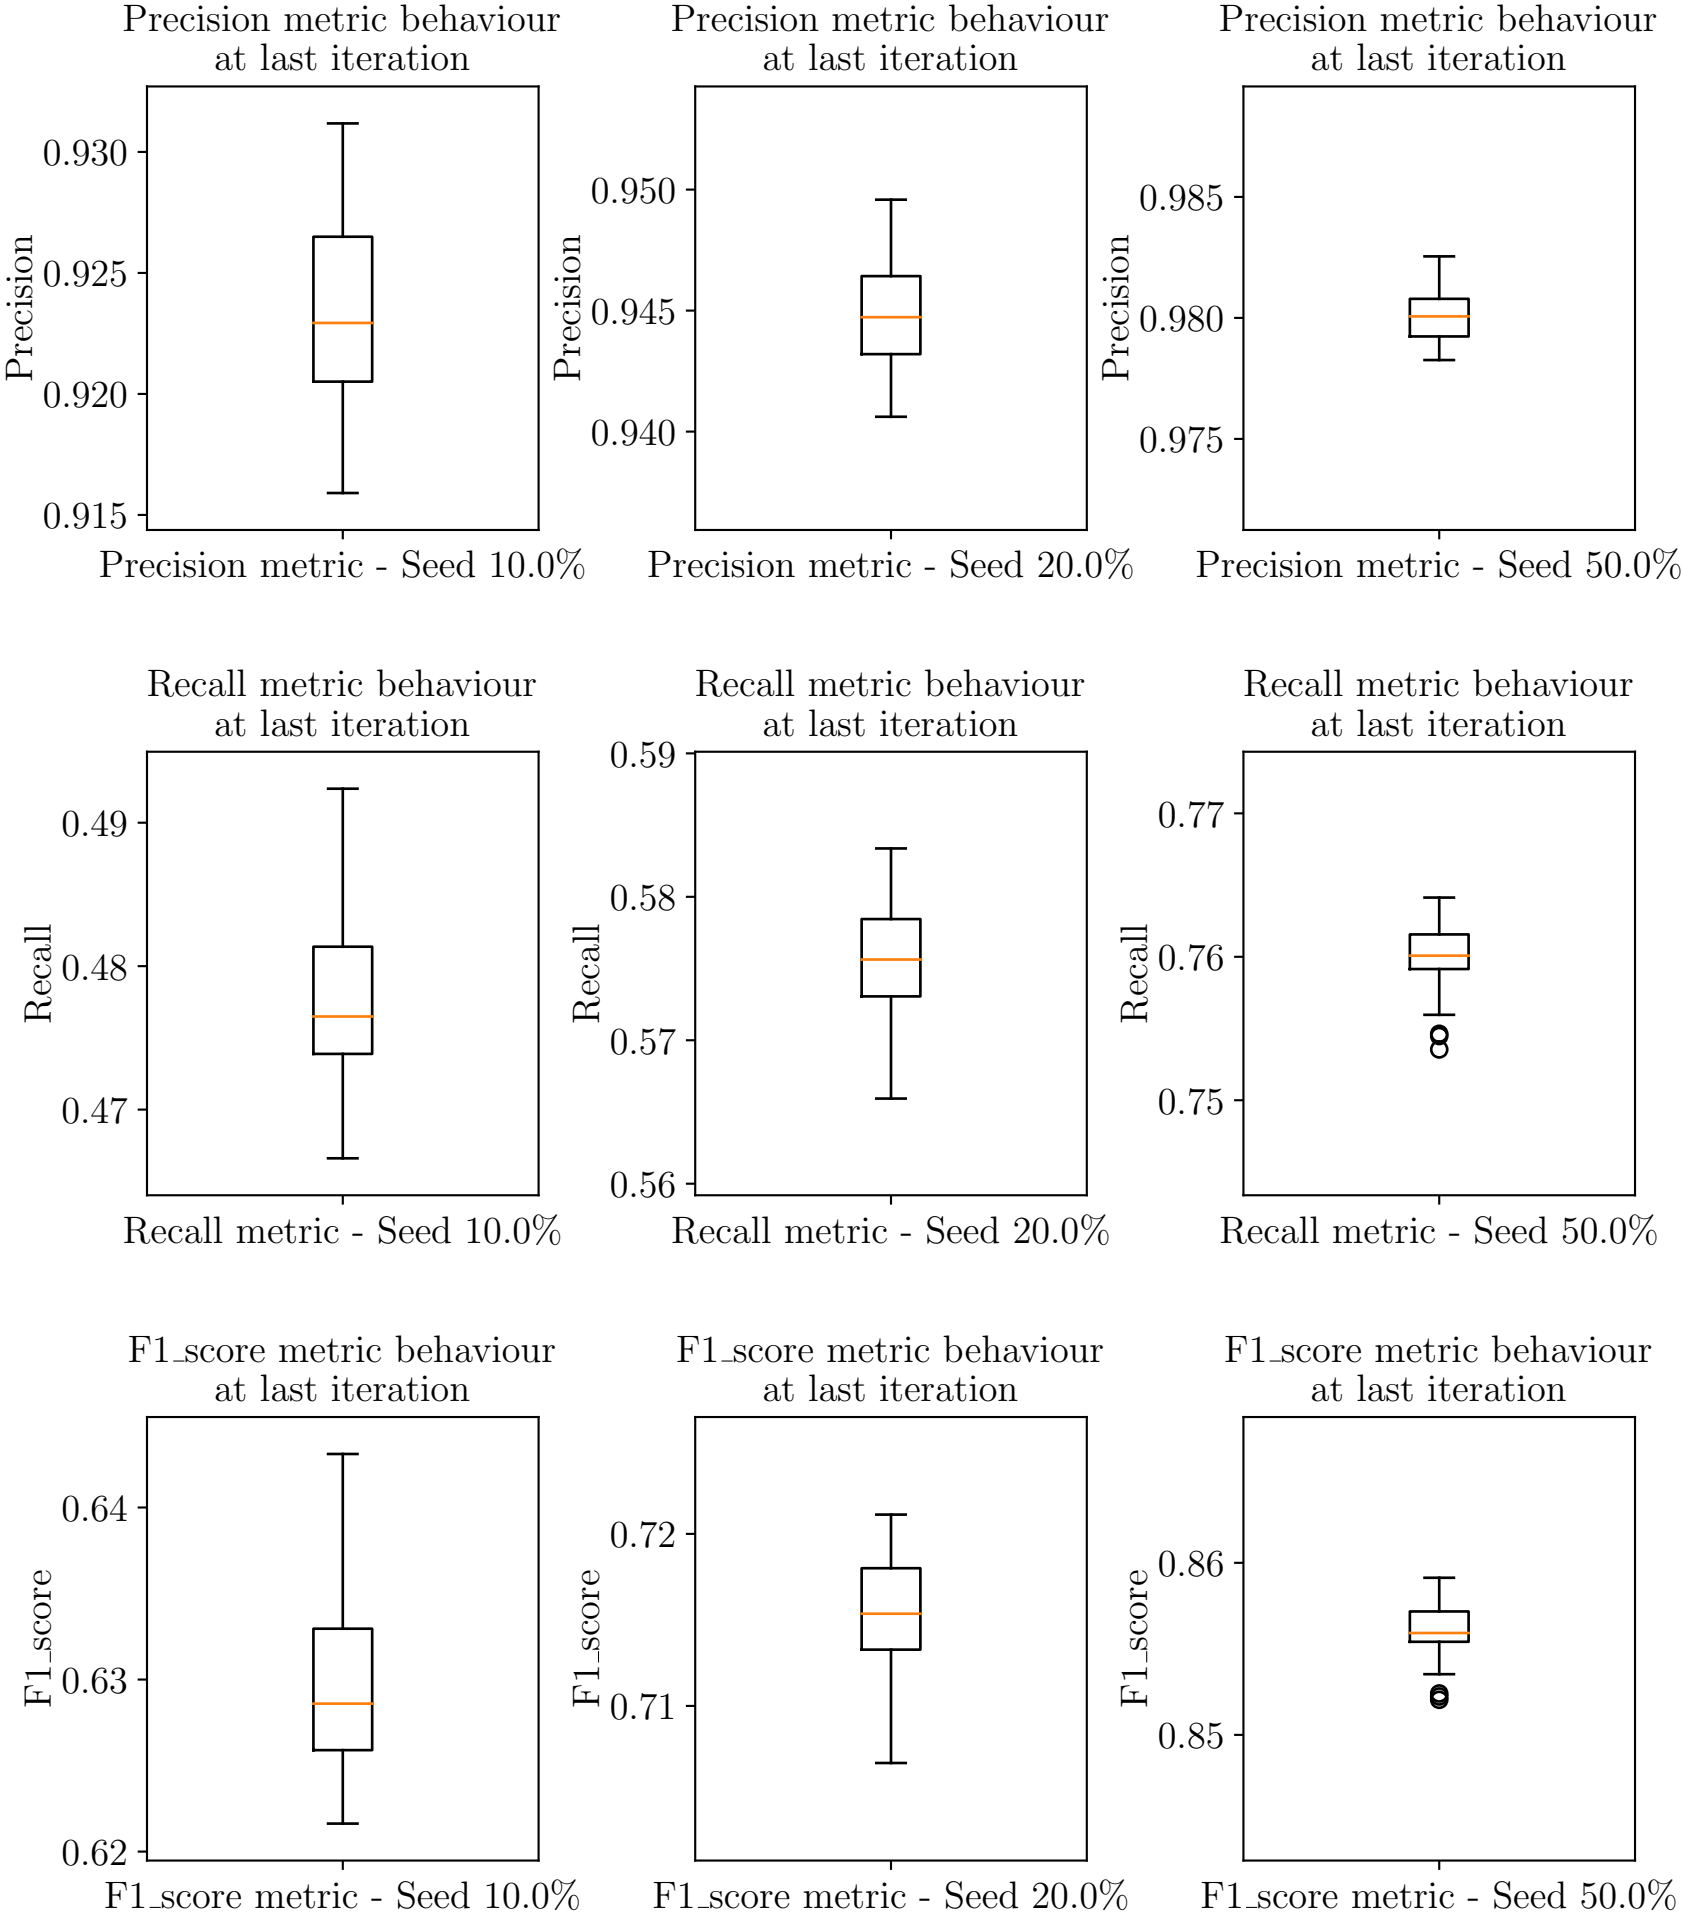 Precision metric behaviour
at last iteration
Precision
0.930
0.925
0.920
0.915
Precision metric - Seed 10.0%
Precision metric behaviour
at last iteration
Precision
0.950
0.945
0.940
Precision metric - Seed 20.0%
Precision metric behaviour
at last iteration
Precision
0.985
0.980
0.975
Precision metric - Seed 50.0%
Recall metric behaviour
at last iteration
Recall
0.49
0.48
0.47
Recall metric - Seed 10.0%
Recall metric behaviour
at last iteration
Recall
0.59
0.58
0.57
0.56
Recall metric - Seed 20.0%
Recall metric behaviour
at last iteration
Recall
0.77
0.76
0.75
Recall metric - Seed 50.0%
F1_score metric behaviour
at last iteration
F1_score
0.64
0.63
0.62
F1_score metric - Seed 10.0%
F1_score metric behaviour
at last iteration
F1_score
0.72
0.71
F1_score metric - Seed 20.0%
F1_score metric behaviour
at last iteration
F1_score
0.86
0.85
F1_score metric - Seed 50.0%